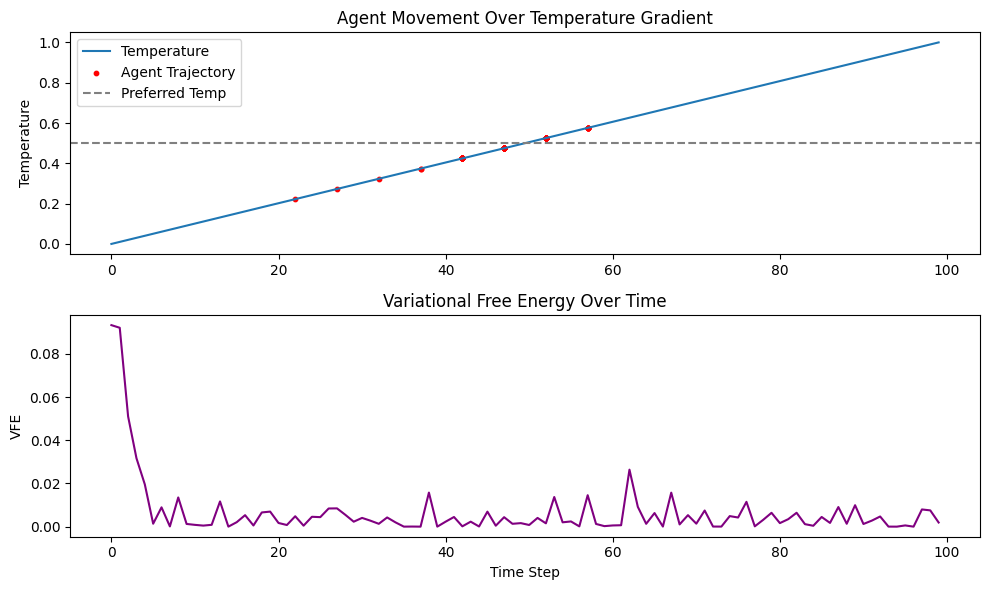 Agent Movement Over Temperature Gradient
Temperature
1.0
0.8
0.6
0.4
0.2
0.0
Temperature
Agent Trajectory
Preferred Temp
0 20 40 60 80 100
Variational Free Energy Over Time
VFE
0.08
0.06
0.04
0.02
0.00
0 20 40 60 80 100
Time Step